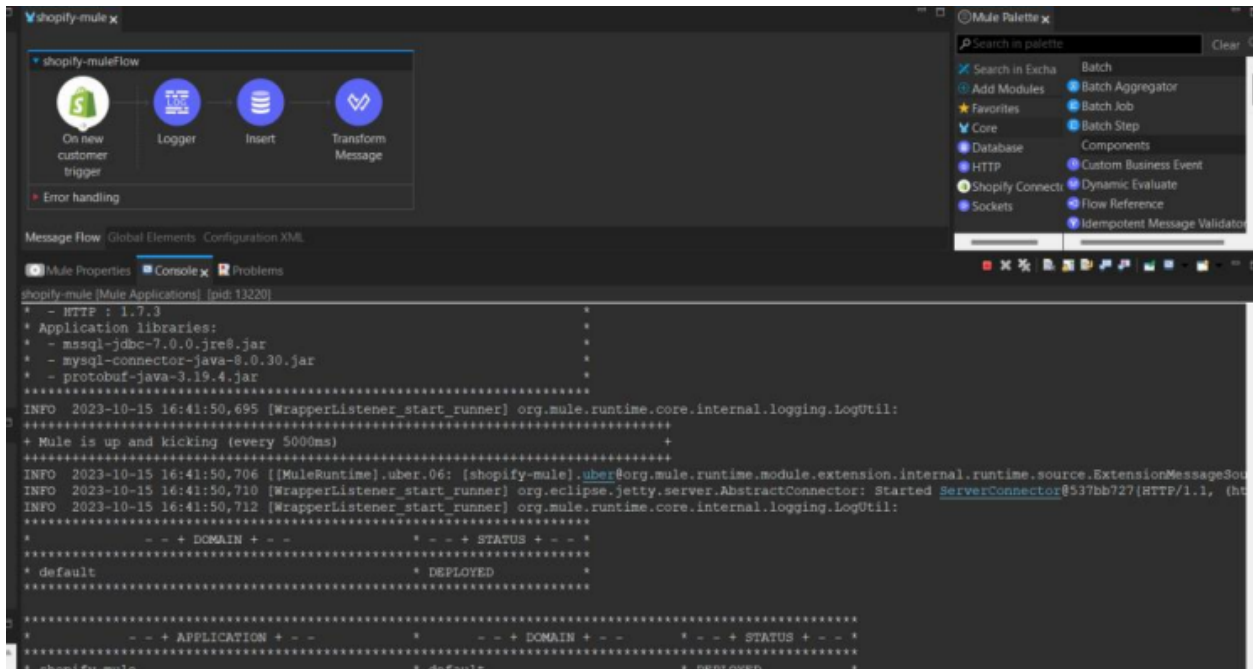 shopify-mule x
Mule Palette x
Search in palette
Clear
shopify-muleFlow
Search in Excha
Add Modules
Favorites
Core
Database
HTTP
Shopify Connecti
Sockets
Batch
Batch Aggregator
Batch Job
Batch Step
Components
Custom Business Event
Dynamic Evaluate
Flow Reference
Idempotent Message Validator
LOG
On new
customer
trigger
Logger
Insert
Transform
Message
Error handling
Message Flow Global Elements Configuration XML
Mule Properties Console x Problems
shopify-mule [Mule Applications] [pid: 13220]
* - HTTP : 1.7.3 *
* Application libraries: *
* - mssql-jdbc-7.0.0.jre8.jar *
* - mysql-connector-java-8.0.30.jar *
* - protobuf-java-3.19.4.jar *
INFO 2023-10-15 16:41:50,695 [WrapperListener_start_runner] org.mule.runtime.core.internal.logging.LogUtil:
+ Mule is up and kicking (every 5000ms) +
INFO 2023-10-15 16:41:50,706 [[MuleRuntime].uber.06: [shopify-mule].uber@org.mule.runtime.module.extension.internal.runtime.source.ExtensionMessageSou
INFO 2023-10-15 16:41:50,710 [WrapperListener_start_runner] org.eclipse.jetty.server.AbstractConnector: Started ServerConnector@537bb727{HTTP/1.1, (ht
INFO 2023-10-15 16:41:50,712 [WrapperListener_start_runner] org.mule.runtime.core.internal.logging.LogUtil:
* - - + DOMAIN + - - * - - + STATUS + - - *
* default * DEPLOYED *
* - - + APPLICATION + - - * - - + DOMAIN + - - * - - + STATUS + - - *
* shopify-mule * default * DEPLOYED *